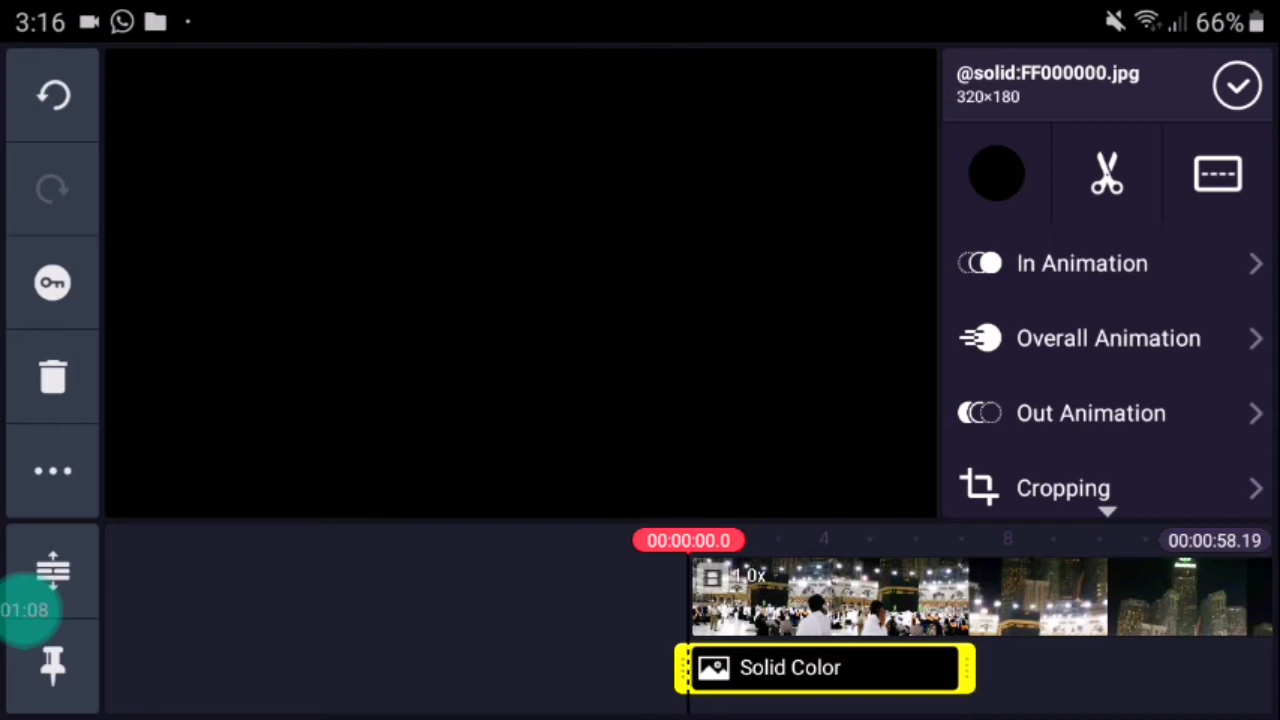 3:16
66%
@solid:FF000000.jpg
320×180
In Animation
Overall Animation
Out Animation
Cropping
00:00:00.0
4
8
00:00:58.19
1.0x
01:08
Solid Color